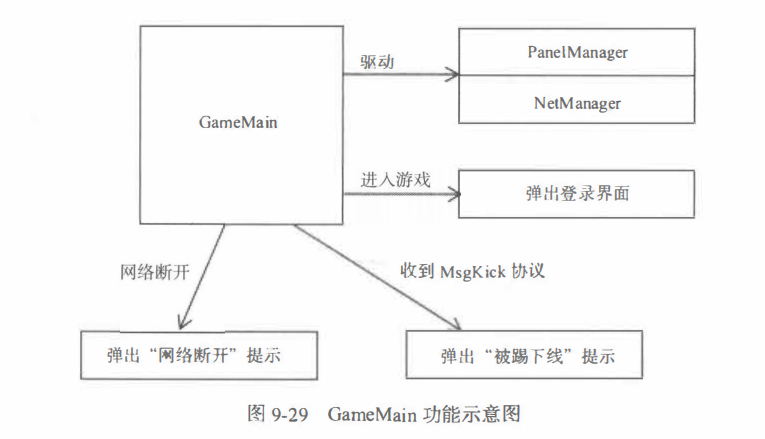 GameMain
驱动
PanelManager
NetManager
进入游戏
弹出登录界面
网络断开
收到 MsgKick 协议
弹出“网络断开”提示
弹出“被踢下线”提示
图 9-29 GameMain 功能示意图